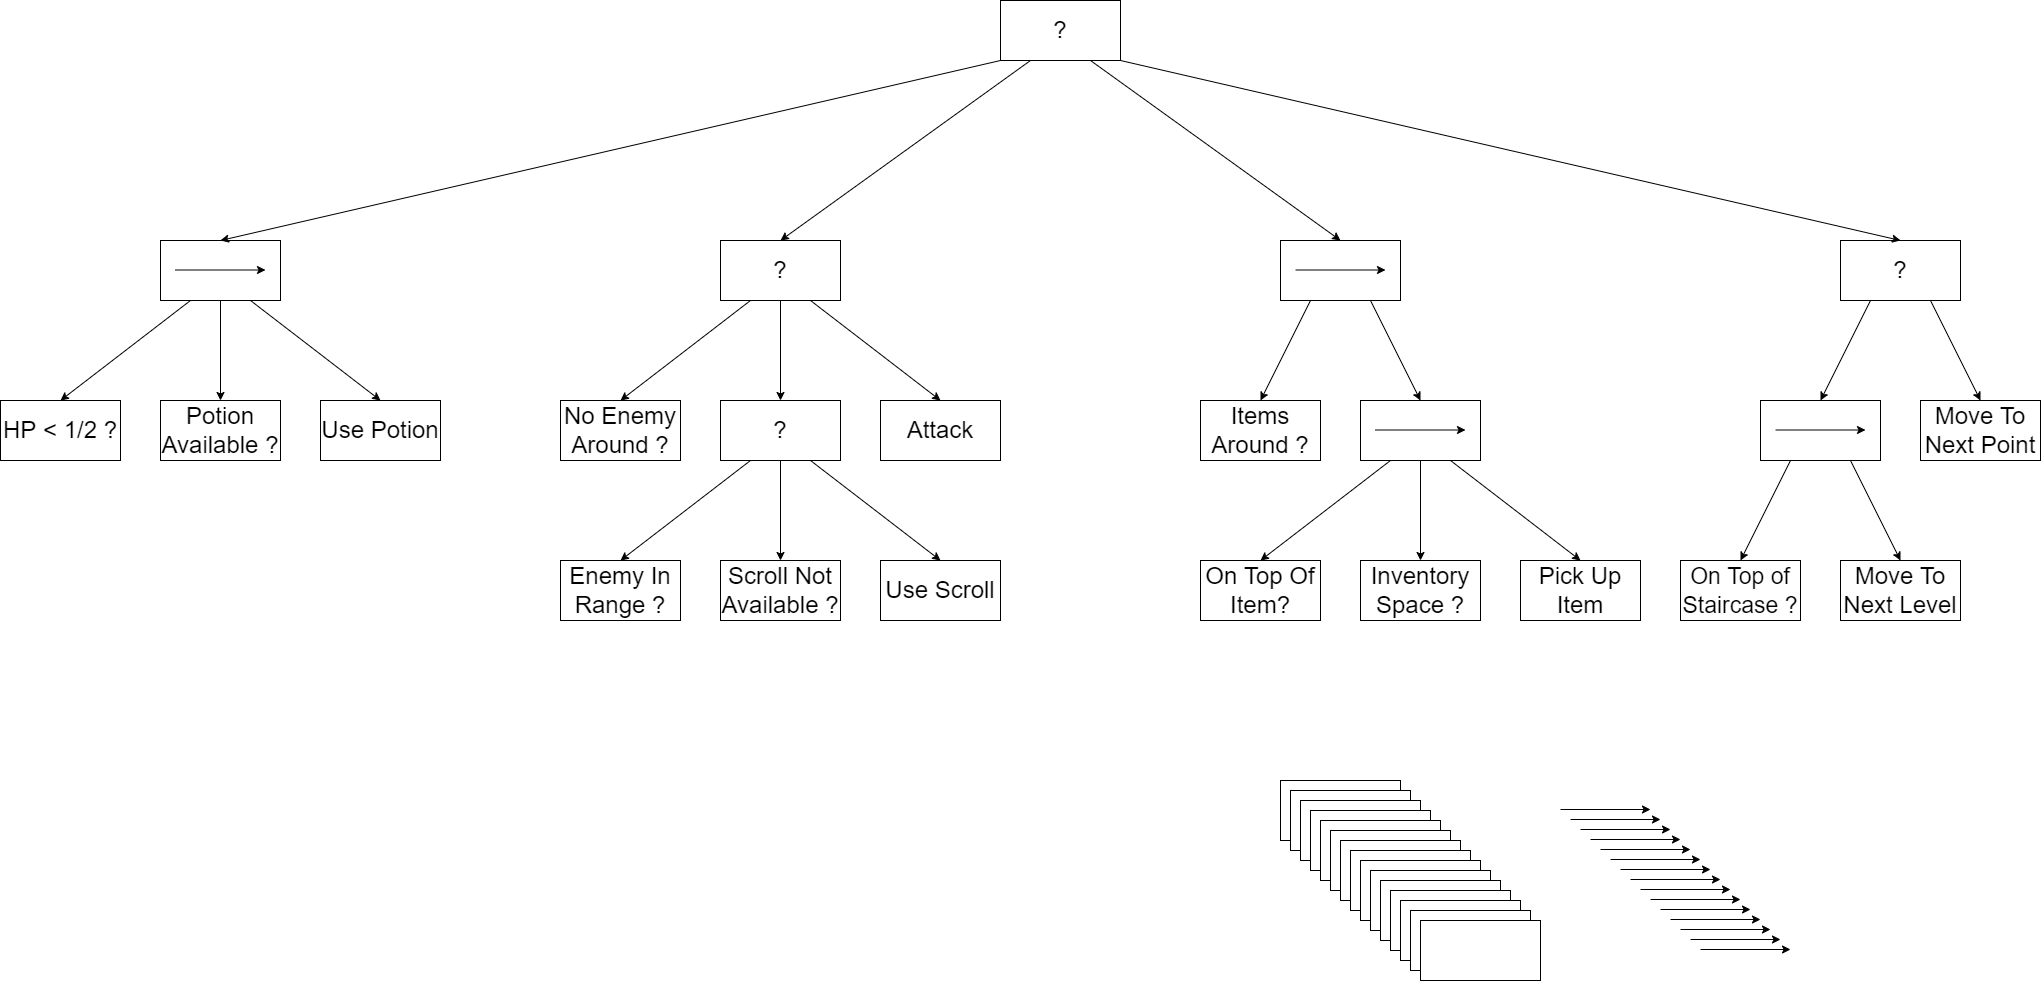 ?
?
?
HP < 1/2 ?
Potion
Available ?
Use Potion
No Enemy
Around ?
?
Attack
Items
Around ?
Move To
Next Point
Enemy In
Range ?
Scroll Not
Available ?
Use Scroll
On Top Of
Item?
Inventory
Space ?
Pick Up
Item
On Top of
Staircase ?
Move To
Next Level